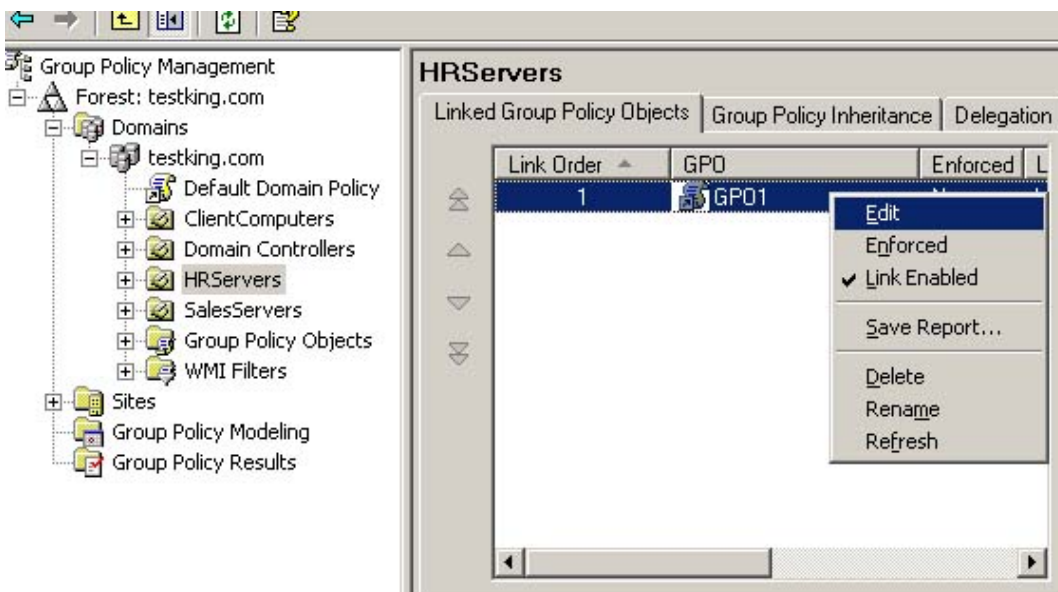 Group Policy Management
Forest: testking.com
Domains
testking.com
Default Domain Policy
ClientComputers
Domain Controllers
HRServers
SalesServers
Group Policy Objects
WMI Filters
Sites
Group Policy Modeling
Group Policy Results
HRServers
Linked Group Policy Objects Group Policy Inheritance Delegation
Link Order GPO Enforced L
1 GPO1
Edit
Enforced
Link Enabled
Save Report...
Delete
Rename
Refresh